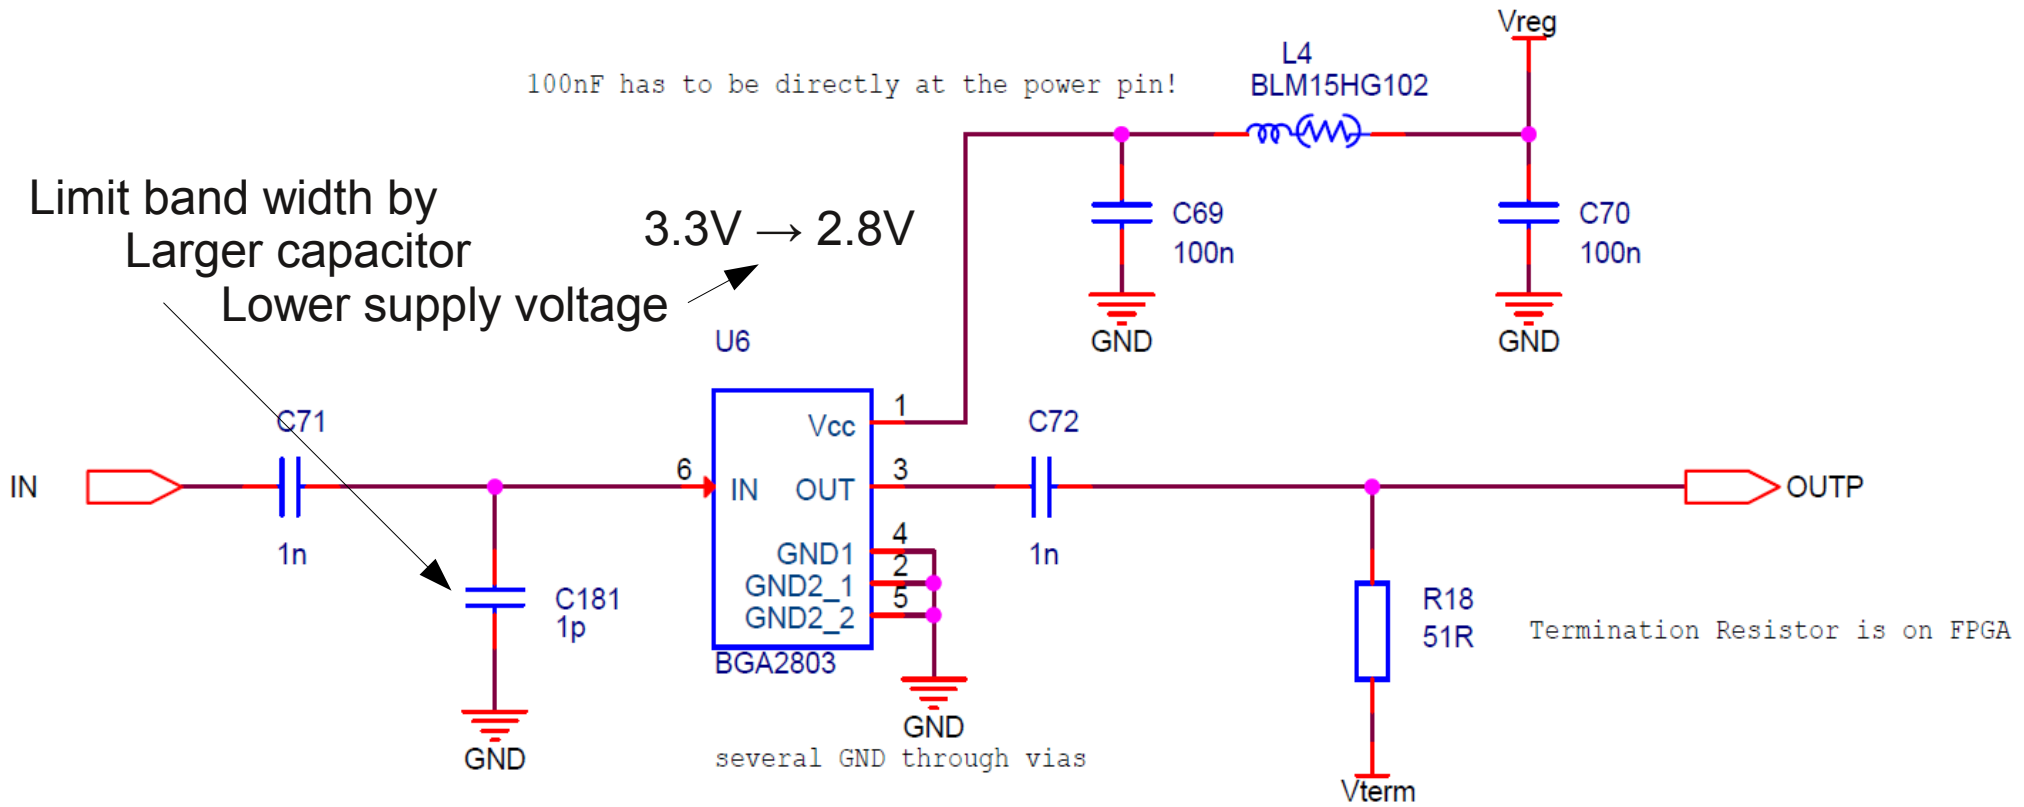 Vreg
L4
BLM15HG102
100nF has to be directly at the power pin!
Limit band width by
Larger capacitor
Lower supply voltage
3.3V → 2.8V
C69
100n
GND
C70
100n
GND
U6
C71
1n
IN
C181
1p
GND
6
IN
Vcc
1
OUT
3
GND1
4
GND2_1
2
GND2_2
5
BGA2803
GND
several GND through vias
C72
1n
OUTP
R18
51R
Termination Resistor is on FPGA
Vterm